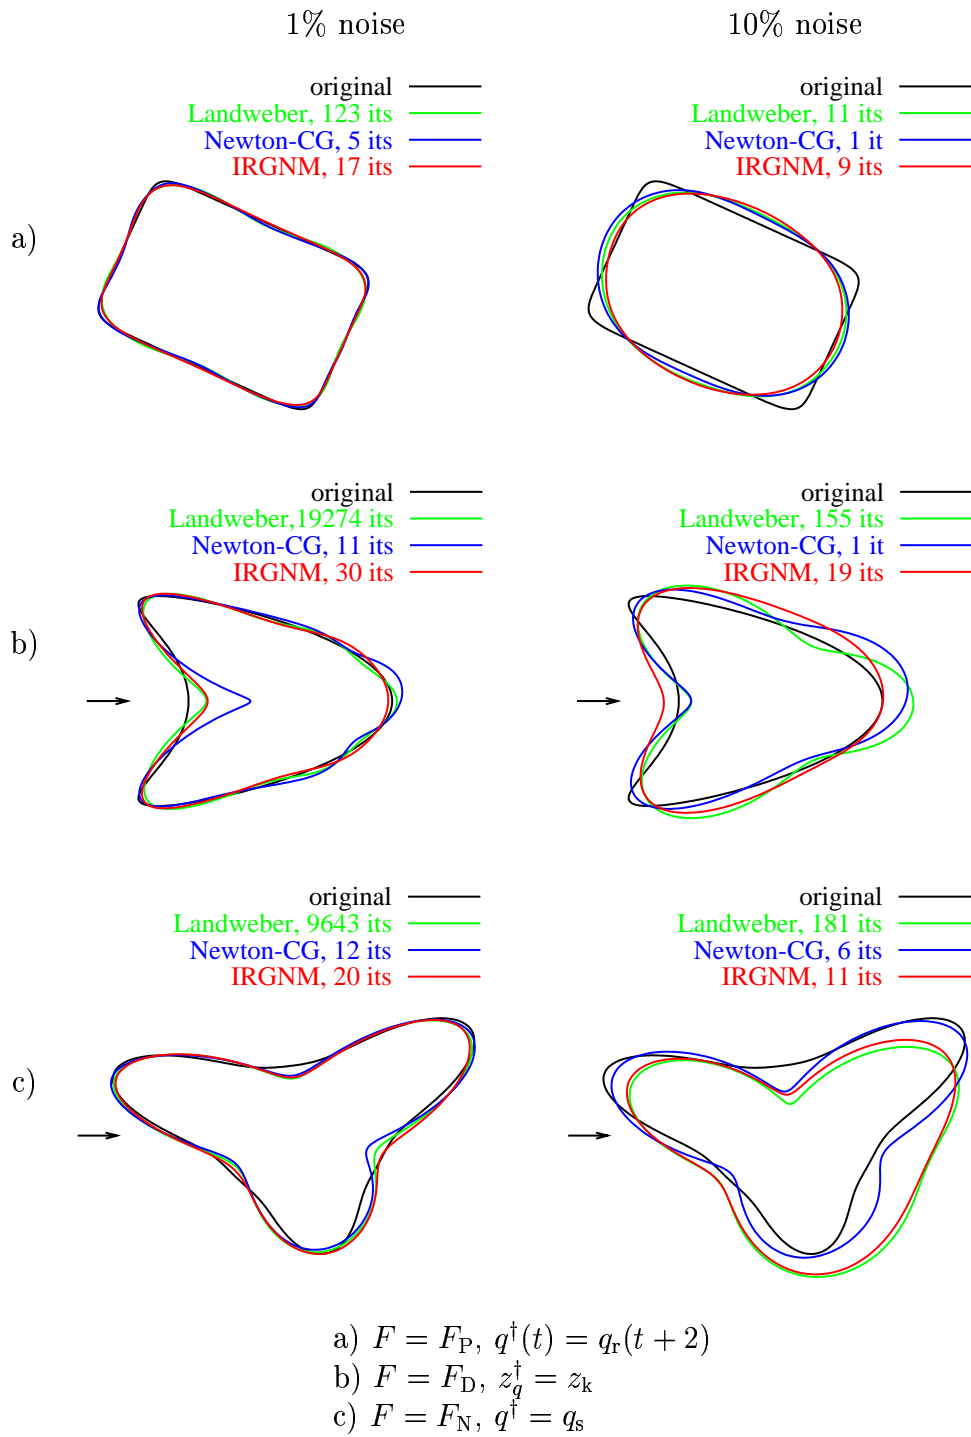 1% noise
10% noise
original
Landweber, 123 its
Newton-CG, 5 its
IRGNM, 17 its
original
Landweber, 11 its
Newton-CG, 1 it
IRGNM, 9 its
a)
original
Landweber,19274 its
Newton-CG, 11 its
IRGNM, 30 its
original
Landweber, 155 its
Newton-CG, 1 it
IRGNM, 19 its
b)
original
Landweber, 9643 its
Newton-CG, 12 its
IRGNM, 20 its
original
Landweber, 181 its
Newton-CG, 6 its
IRGNM, 11 its
c)
a) F = F_P, q^†(t) = q_r(t + 2)
b) F = F_D, z_q^† = z_k
c) F = F_N, q^† = q_s